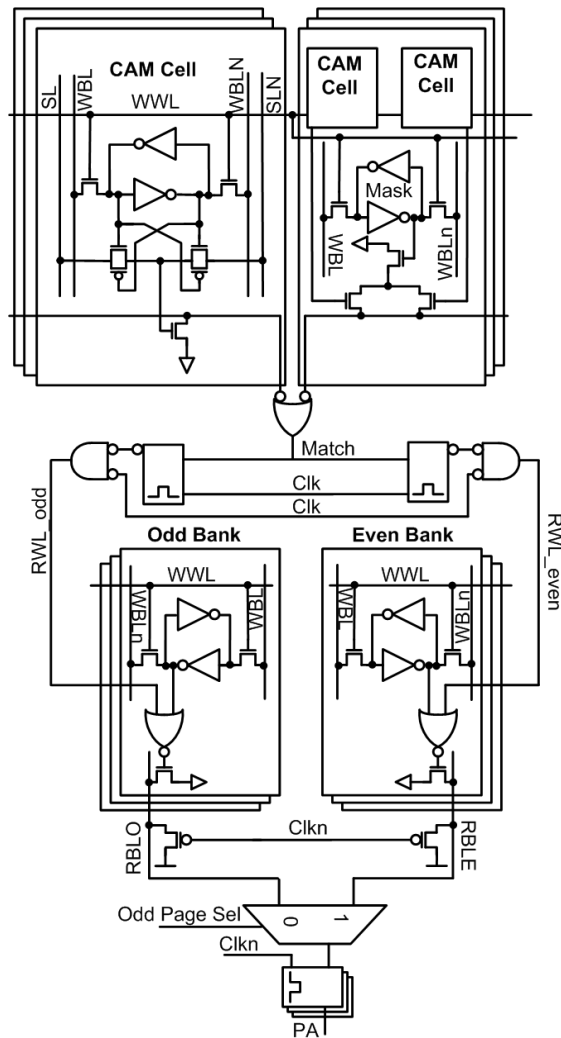 CAM Cell
SL
WBL
WWL
WBLN
SLN
CAM
Cell
CAM
Cell
Mask
WBL
WBLn
Match
Clk
Clk
RWL_odd
RWL_even
Odd Bank
Even Bank
WWL
WBLn
WBL
WWL
WBL
WBLn
RBLO
Clkn
RBLE
Odd Page Sel
0
1
Clkn
PA